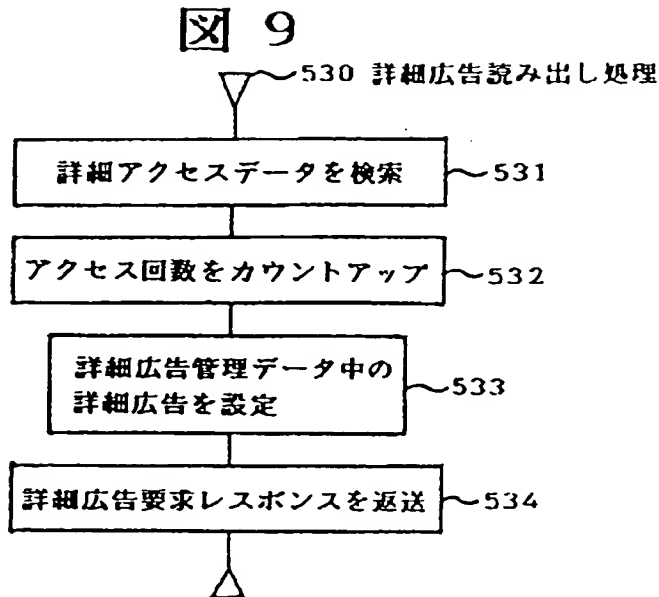 図 9
530 詳細広告読み出し処理
詳細アクセスデータを検索 531
アクセス回数をカウントアップ 532
詳細広告管理データ中の
詳細広告を設定 533
詳細広告要求レスポンスを返送 534